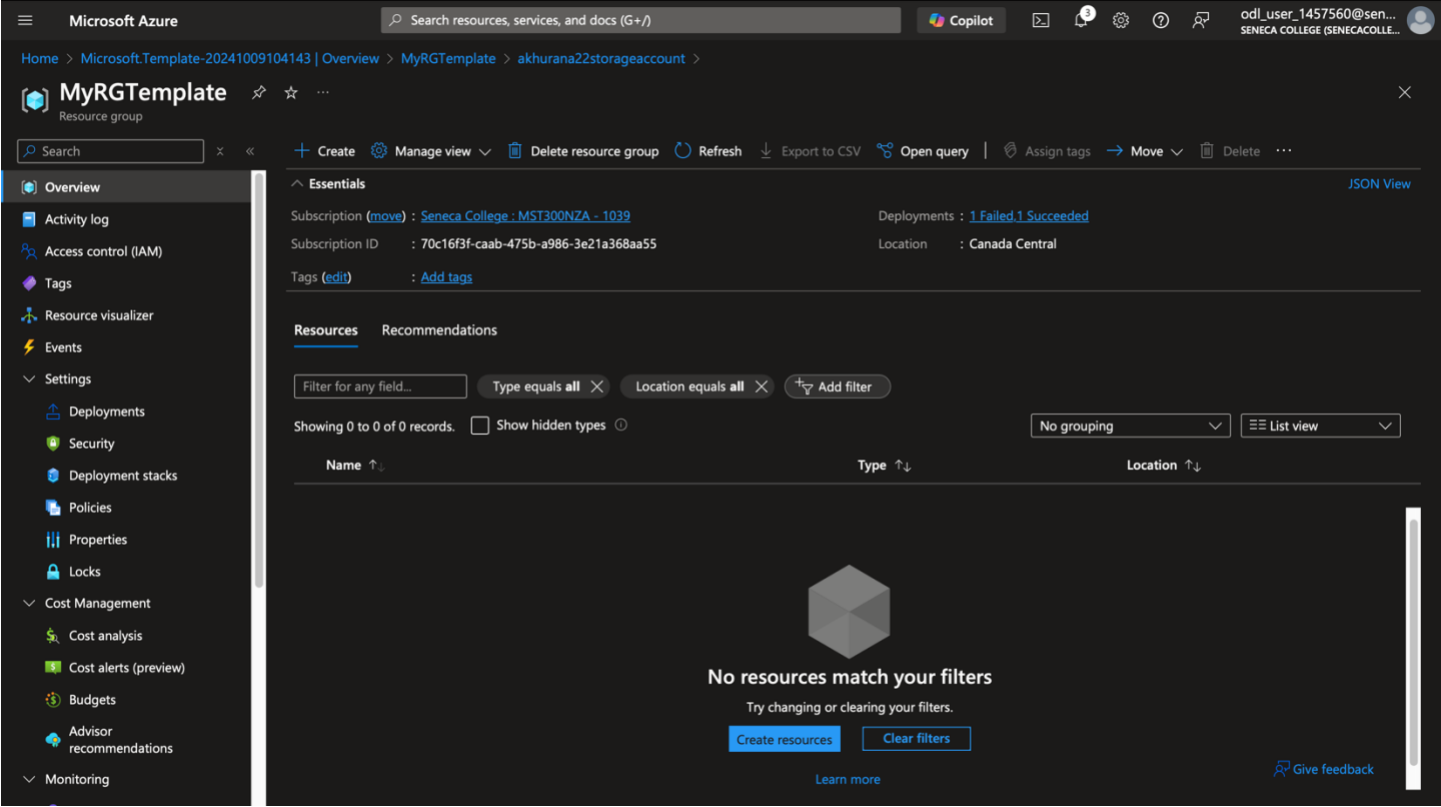 Microsoft Azure
Search resources, services, and docs (G+/)
Copilot
3
odl_user_1457560@sen...
SENECA COLLEGE (SENECACOLLE...
Home > Microsoft.Template-20241009104143 | Overview > MyRGTemplate > akhurana22storageaccount >
MyRGTemplate
Resource group
Search
Create
Manage view
Delete resource group
Refresh
Export to CSV
Open query
Assign tags
Move
Delete
Overview
Activity log
Access control (IAM)
Tags
Resource visualizer
Events
Settings
Deployments
Security
Deployment stacks
Policies
Properties
Locks
Cost Management
Cost analysis
Cost alerts (preview)
Budgets
Advisor
recommendations
Monitoring
Essentials
JSON View
Subscription (move) : Seneca College : MST300NZA - 1039
Deployments : 1 Failed,1 Succeeded
Subscription ID : 70c16f3f-caab-475b-a986-3e21a368aa55
Location : Canada Central
Tags (edit) : Add tags
Resources
Recommendations
Filter for any field...
Type equals all
Location equals all
Add filter
Showing 0 to 0 of 0 records.
Show hidden types
No grouping
List view
Name
Type
Location
No resources match your filters
Try changing or clearing your filters.
Create resources
Clear filters
Learn more
Give feedback